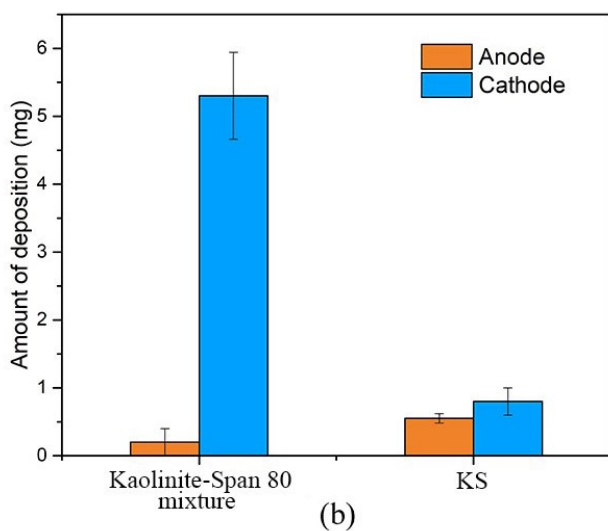 Amount of deposition (mg)
6
5
4
3
2
1
0
Anode
Cathode
Kaolinite-Span 80
mixture
KS
(b)